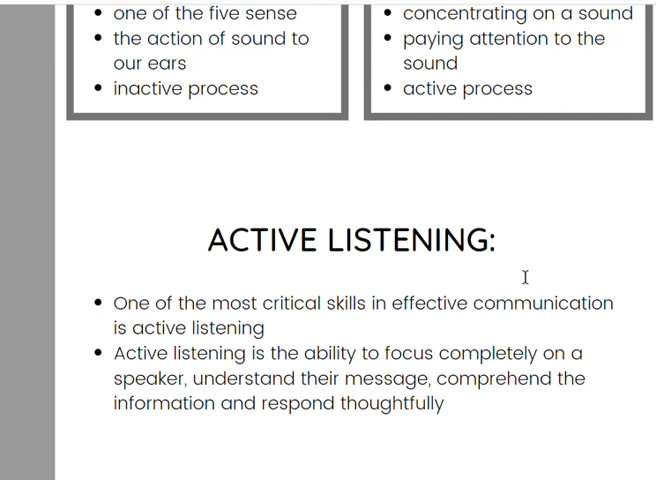 one of the five sense
the action of sound to
our ears
inactive process
concentrating on a sound
paying attention to the
sound
active process
ACTIVE LISTENING:
One of the most critical skills in effective communication
is active listening
Active listening is the ability to focus completely on a
speaker, understand their message, comprehend the
information and respond thoughtfully